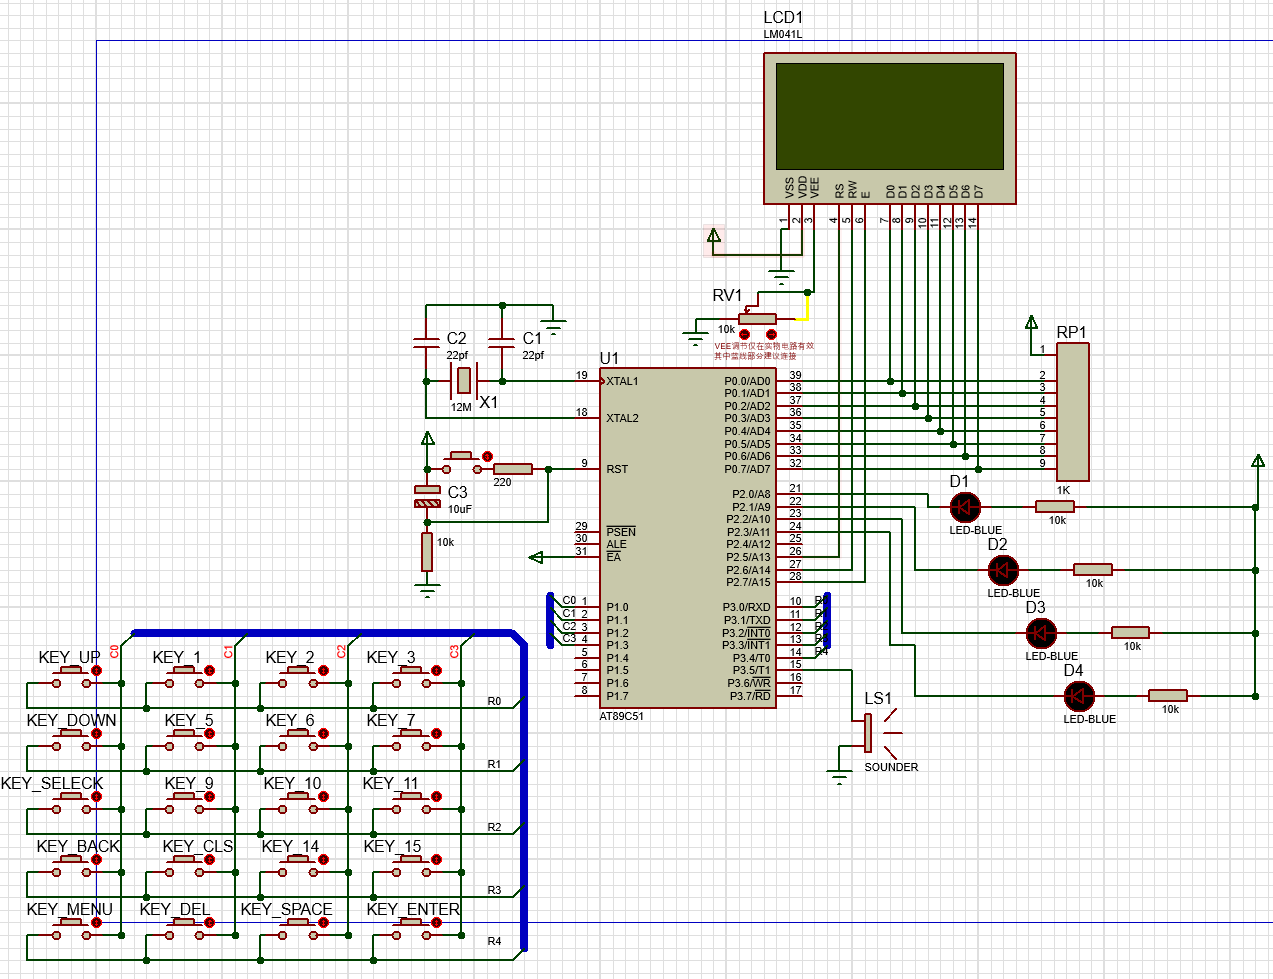 LCD1
LM041L
VSS VDD VEE RS RW E D0 D1 D2 D3 D4 D5 D6 D7
1 2 3 4 5 6 7 8 9 10 11 12 13 14
RV1
10k
VEE调节仅在实物电路有效
其中蓝线部分建议连接
C2
22pf
C1
22pf
X1
12M
C3
10uF
220
10k
U1
19 XTAL1
18 XTAL2
9 RST
29 PSEN
30 ALE
31 EA
C0 1 P1.0
C1 2 P1.1
C2 3 P1.2
C3 4 P1.3
5 P1.4
6 P1.5
7 P1.6
8 P1.7
P0.0/AD0 39
P0.1/AD1 38
P0.2/AD2 37
P0.3/AD3 36
P0.4/AD4 35
P0.5/AD5 34
P0.6/AD6 33
P0.7/AD7 32
P2.0/A8 21
P2.1/A9 22
P2.2/A10 23
P2.3/A11 24
P2.4/A12 25
P2.5/A13 26
P2.6/A14 27
P2.7/A15 28
P3.0/RXD 10
P3.1/TXD 11
P3.2/INT0 12
P3.3/INT1 13
P3.4/T0 14 R4
P3.5/T1 15
P3.6/WR 16
P3.7/RD 17
AT89C51
RP1
1
2
3
4
5
6
7
8
9
1K
D1
LED-BLUE
10k
D2
LED-BLUE
10k
D3
LED-BLUE
10k
D4
LED-BLUE
10k
LS1
SOUNDER
C0 C1 C2 C3
KEY_UP KEY_1 KEY_2 KEY_3
R0
KEY_DOWN KEY_5 KEY_6 KEY_7
R1
KEY_SELECK KEY_9 KEY_10 KEY_11
R2
KEY_BACK KEY_CLS KEY_14 KEY_15
R3
KEY_MENU KEY_DEL KEY_SPACE KEY_ENTER
R4